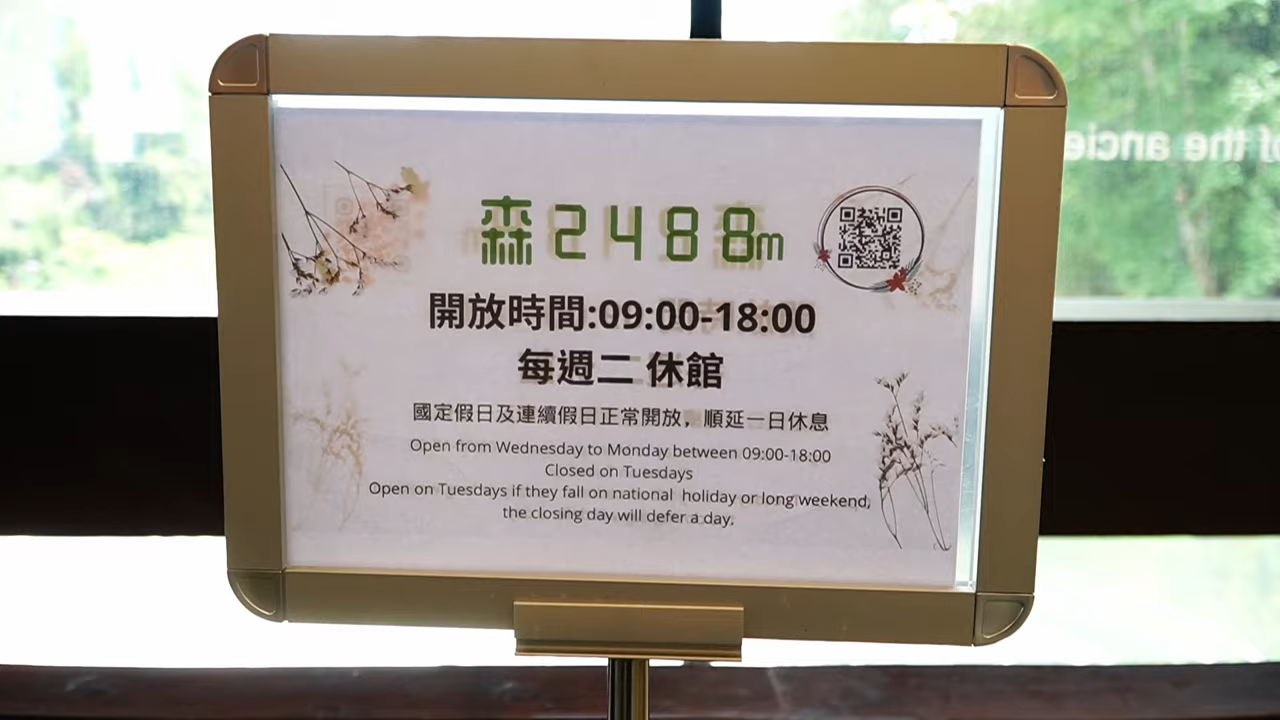 森2488m
開放時間:09:00-18:00
每週二 休館
國定假日及連續假日正常開放，順延一日休息
Open from Wednesday to Monday between 09:00-18:00
Closed on Tuesdays
Open on Tuesdays if they fall on national holiday or long weekend,
the closing day will defer a day.
of the ancie